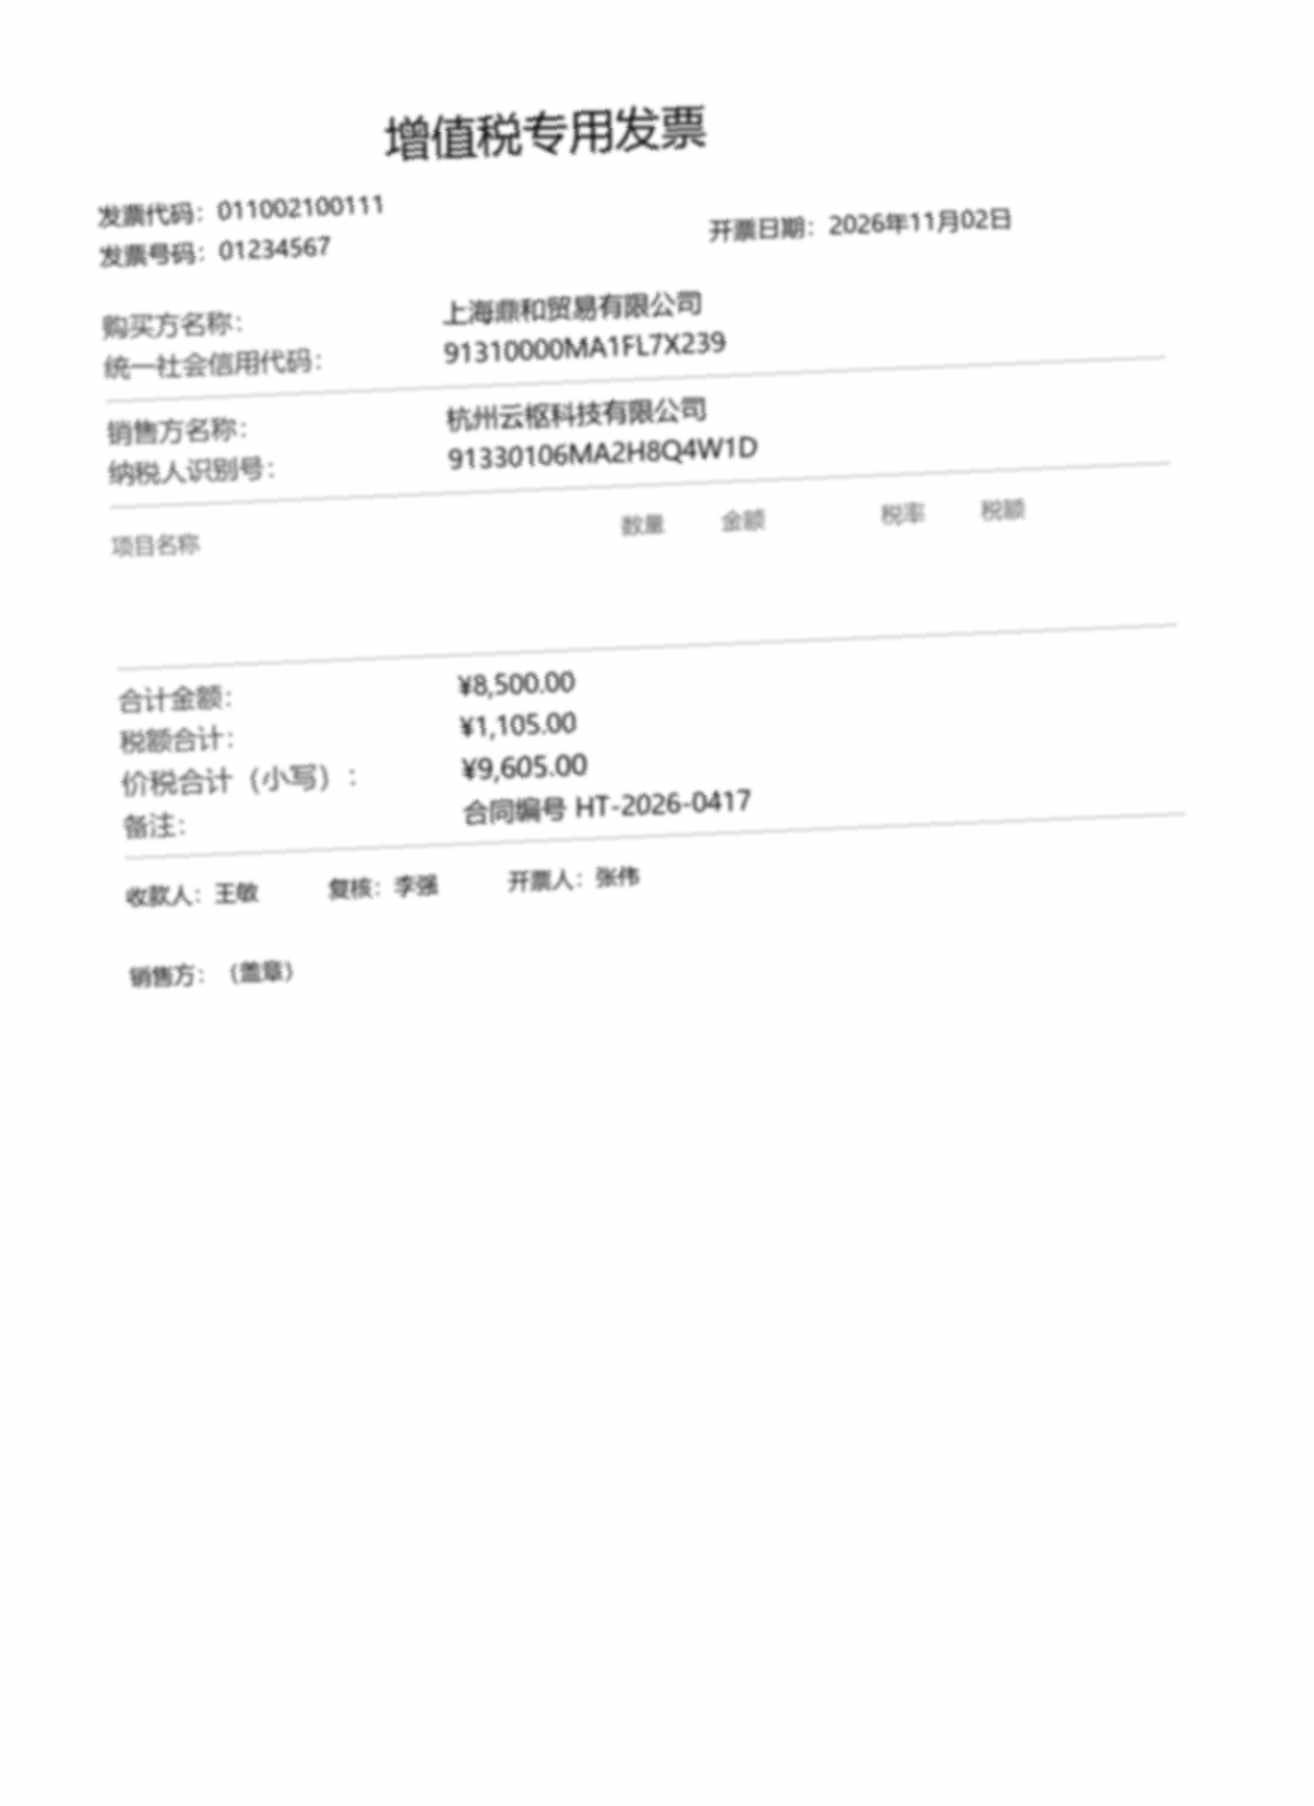 增值税专用发票
发票代码：011002100111
发票号码：01234567
开票日期：2026年11月02日
购买方名称： 上海鼎和贸易有限公司
统一社会信用代码： 91310000MA1FL7X239
销售方名称： 杭州云枢科技有限公司
纳税人识别号： 91330106MA2H8Q4W1D
项目名称 数量 金额 税率 税额
合计金额： ¥8,500.00
税额合计： ¥1,105.00
价税合计（小写）： ¥9,605.00
备注： 合同编号 HT-2026-0417
收款人：王敏 复核：李强 开票人：张伟
销售方：（盖章）